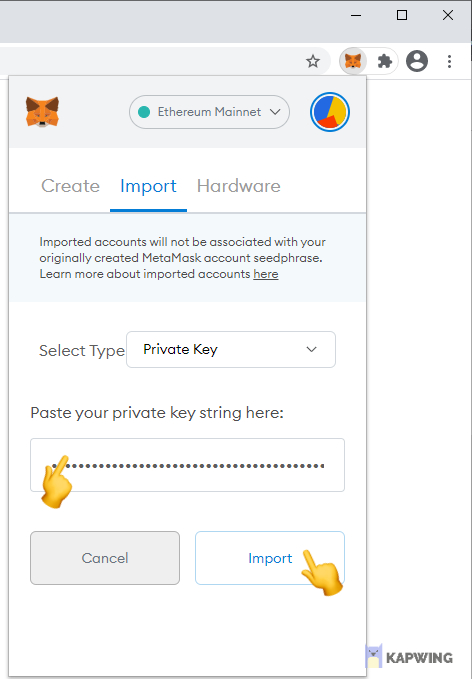 Ethereum Mainnet
Create Import Hardware
Imported accounts will not be associated with your
originally created MetaMask account seedphrase.
Learn more about imported accounts here
Select Type
Private Key
Paste your private key string here:
Cancel
Import
KAPWING